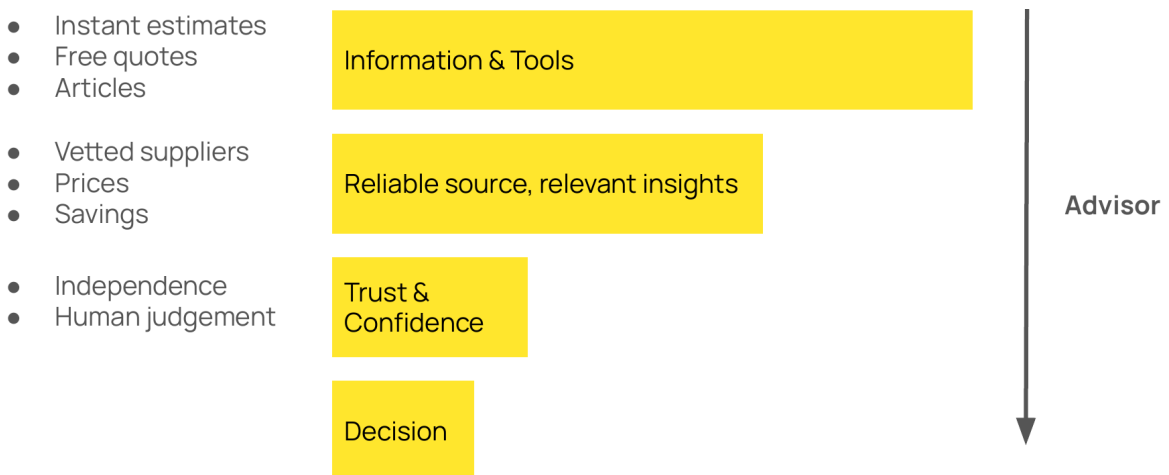 ● Instant estimates
● Free quotes
● Articles
Information & Tools
● Vetted suppliers
● Prices
● Savings
Reliable source, relevant insights
Advisor
● Independence
● Human judgement
Trust &
Confidence
Decision